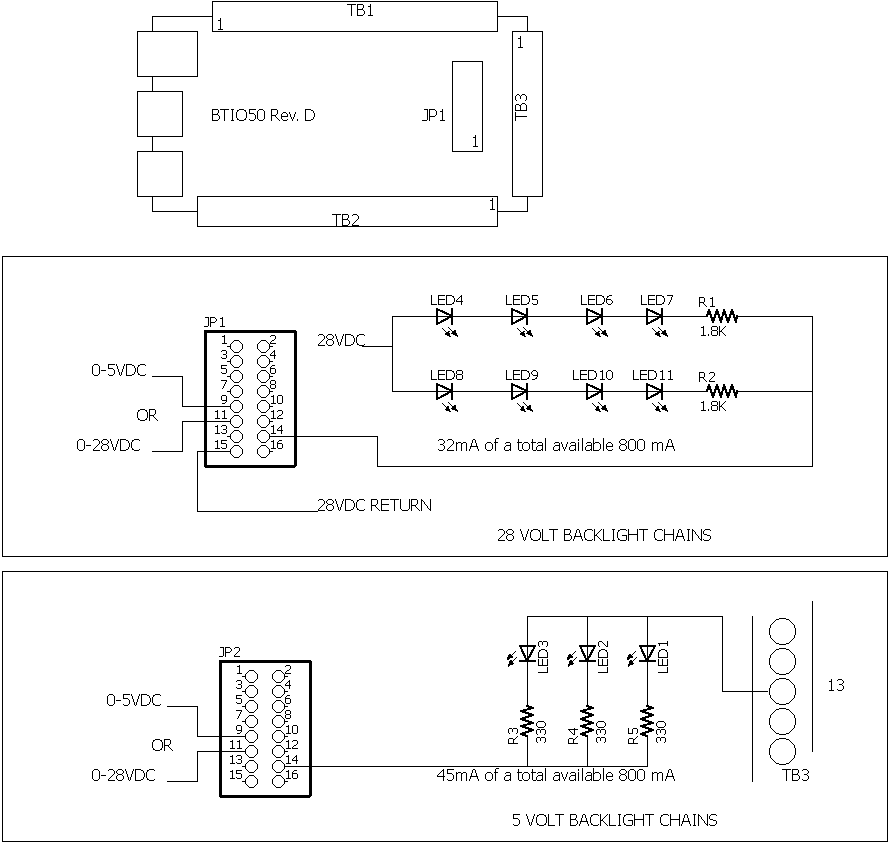 TB1
1
1
BTIO50 Rev. D
JP1
TB3
1
1
TB2
LED4 LED5 LED6 LED7 R1
JP1
28VDC
1.8K
1 2
3 4
5 6
7 8
9 10
11 12
13 14
15 16
0-5VDC
OR
0-28VDC
LED8 LED9 LED10 LED11 R2
1.8K
32mA of a total available 800 mA
28VDC RETURN
28 VOLT BACKLIGHT CHAINS
JP2
1 2
3 4
5 6
7 8
9 10
11 12
13 14
15 16
0-5VDC
OR
0-28VDC
LED3 LED2 LED1
R3 330 R4 330 R5 330
13
TB3
45mA of a total available 800 mA
5 VOLT BACKLIGHT CHAINS